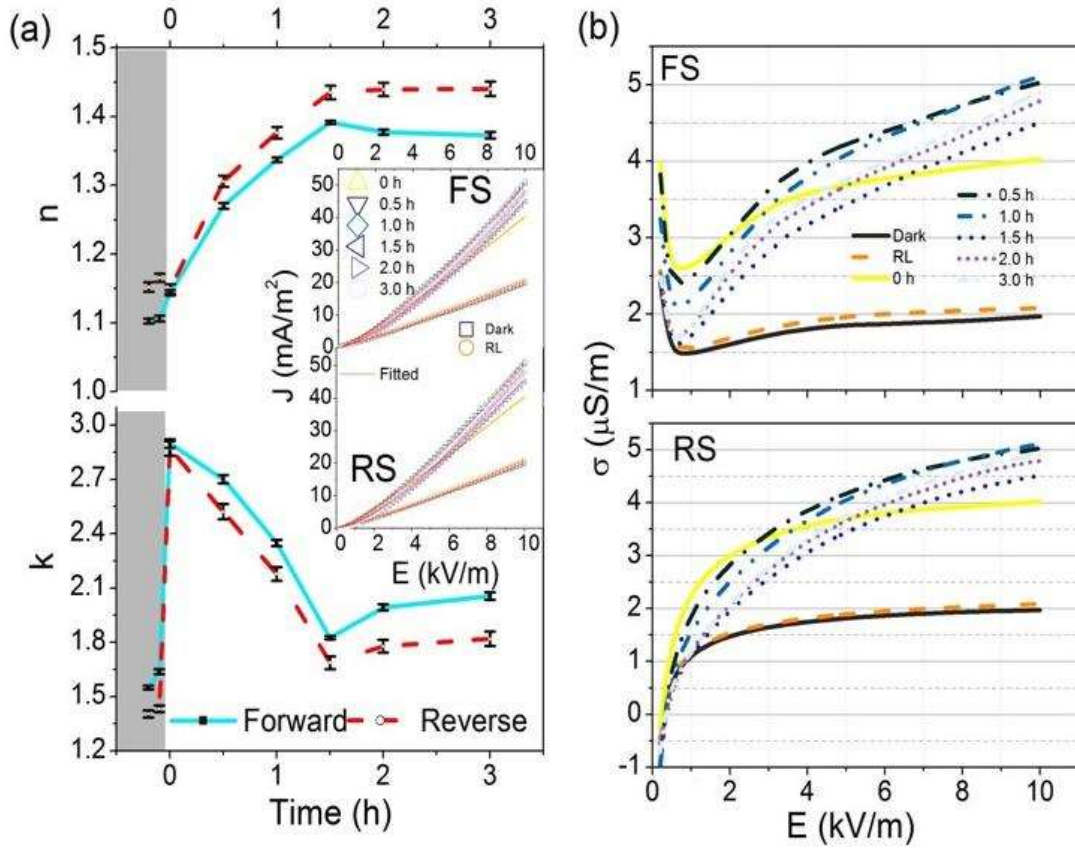 (a)
0 1 2 3
1.5
1.4
1.3
1.2
1.1
1.0
n
3.0
2.7
2.4
2.1
1.8
1.5
1.2
k
0 1 2 3
Time (h)
Forward
Reverse
0 2 4 6 8 10
50
40
30
20
10
0
FS
0 h
0.5 h
1.0 h
1.5 h
2.0 h
3.0 h
Dark
RL
J (mA/m²)
50
40
30
20
10
0
Fitted
RS
0 2 4 6 8 10
E (kV/m)
(b)
FS
5
4
3
2
1
Dark
RL
0 h
0.5 h
1.0 h
1.5 h
2.0 h
3.0 h
σ (μS/m)
RS
5
4
3
2
1
0
-1
0 2 4 6 8 10
E (kV/m)